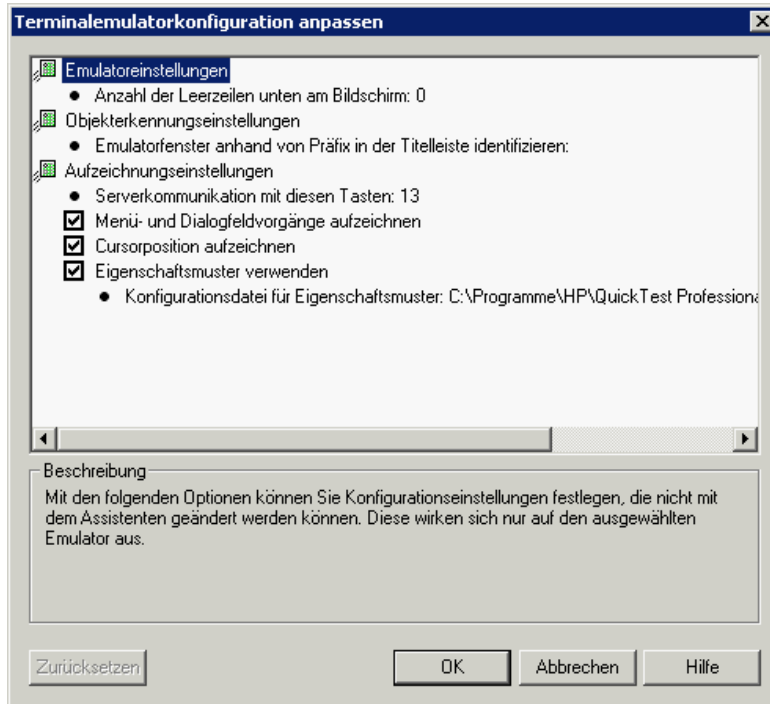 Terminalemulatorkonfiguration anpassen
Emulatoreinstellungen
Anzahl der Leerzeilen unten am Bildschirm: 0
Objekterkennungseinstellungen
Emulatorfenster anhand von Präfix in der Titelleiste identifizieren:
Aufzeichnungseinstellungen
Serverkommunikation mit diesen Tasten: 13
Menü- und Dialogfeldvorgänge aufzeichnen
Cursorposition aufzeichnen
Eigenschaftsmuster verwenden
Konfigurationsdatei für Eigenschaftsmuster: C:\Programme\HP\QuickTest Professiona
Beschreibung
Mit den folgenden Optionen können Sie Konfigurationseinstellungen festlegen, die nicht mit
dem Assistenten geändert werden können. Diese wirken sich nur auf den ausgewählten
Emulator aus.
Zurücksetzen OK Abbrechen Hilfe